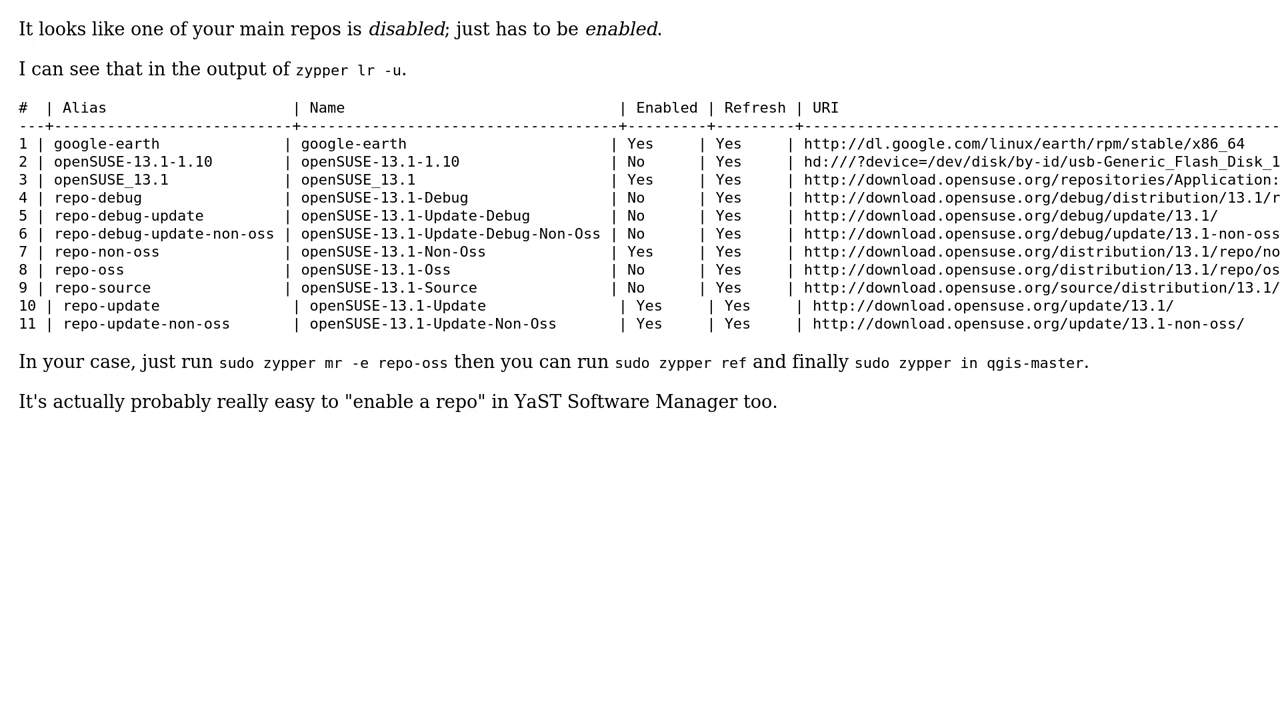 It looks like one of your main repos is disabled; just has to be enabled.
I can see that in the output of zypper lr -u.
#  | Alias                     | Name                               | Enabled | Refresh | URI
---+---------------------------+------------------------------------+---------+---------+------------------------------------------------------
1 | google-earth              | google-earth                       | Yes     | Yes     | http://dl.google.com/linux/earth/rpm/stable/x86_64
2 | openSUSE-13.1-1.10        | openSUSE-13.1-1.10                 | No      | Yes     | hd:///?device=/dev/disk/by-id/usb-Generic_Flash_Disk_1
3 | openSUSE_13.1             | openSUSE_13.1                      | Yes     | Yes     | http://download.opensuse.org/repositories/Application:
4 | repo-debug                | openSUSE-13.1-Debug                | No      | Yes     | http://download.opensuse.org/debug/distribution/13.1/r
5 | repo-debug-update         | openSUSE-13.1-Update-Debug         | No      | Yes     | http://download.opensuse.org/debug/update/13.1/
6 | repo-debug-update-non-oss | openSUSE-13.1-Update-Debug-Non-Oss | No      | Yes     | http://download.opensuse.org/debug/update/13.1-non-oss
7 | repo-non-oss              | openSUSE-13.1-Non-Oss              | Yes     | Yes     | http://download.opensuse.org/distribution/13.1/repo/no
8 | repo-oss                  | openSUSE-13.1-Oss                  | No      | Yes     | http://download.opensuse.org/distribution/13.1/repo/os
9 | repo-source               | openSUSE-13.1-Source               | No      | Yes     | http://download.opensuse.org/source/distribution/13.1/
10 | repo-update               | openSUSE-13.1-Update               | Yes     | Yes     | http://download.opensuse.org/update/13.1/
11 | repo-update-non-oss       | openSUSE-13.1-Update-Non-Oss       | Yes     | Yes     | http://download.opensuse.org/update/13.1-non-oss/
In your case, just run sudo zypper mr -e repo-oss then you can run sudo zypper ref and finally sudo zypper in qgis-master.
It's actually probably really easy to "enable a repo" in YaST Software Manager too.